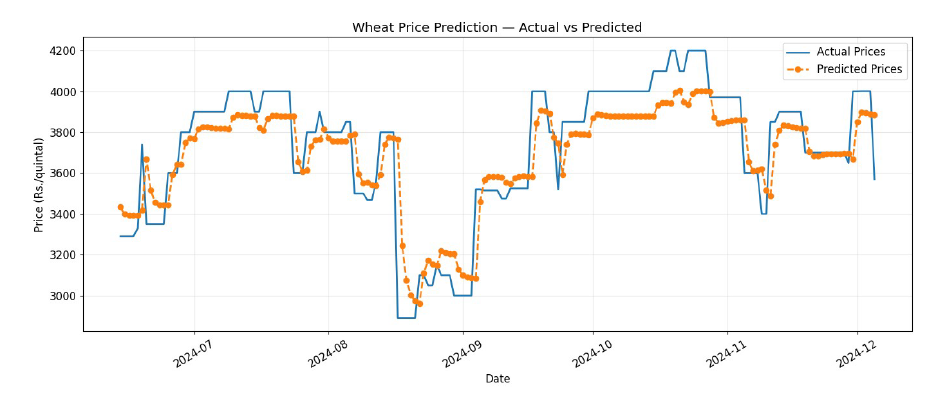 Wheat Price Prediction — Actual vs Predicted
Actual Prices
Predicted Prices
Price (Rs./quintal)
4200
4000
3800
3600
3400
3200
3000
2024-07
2024-08
2024-09
2024-10
2024-11
2024-12
Date